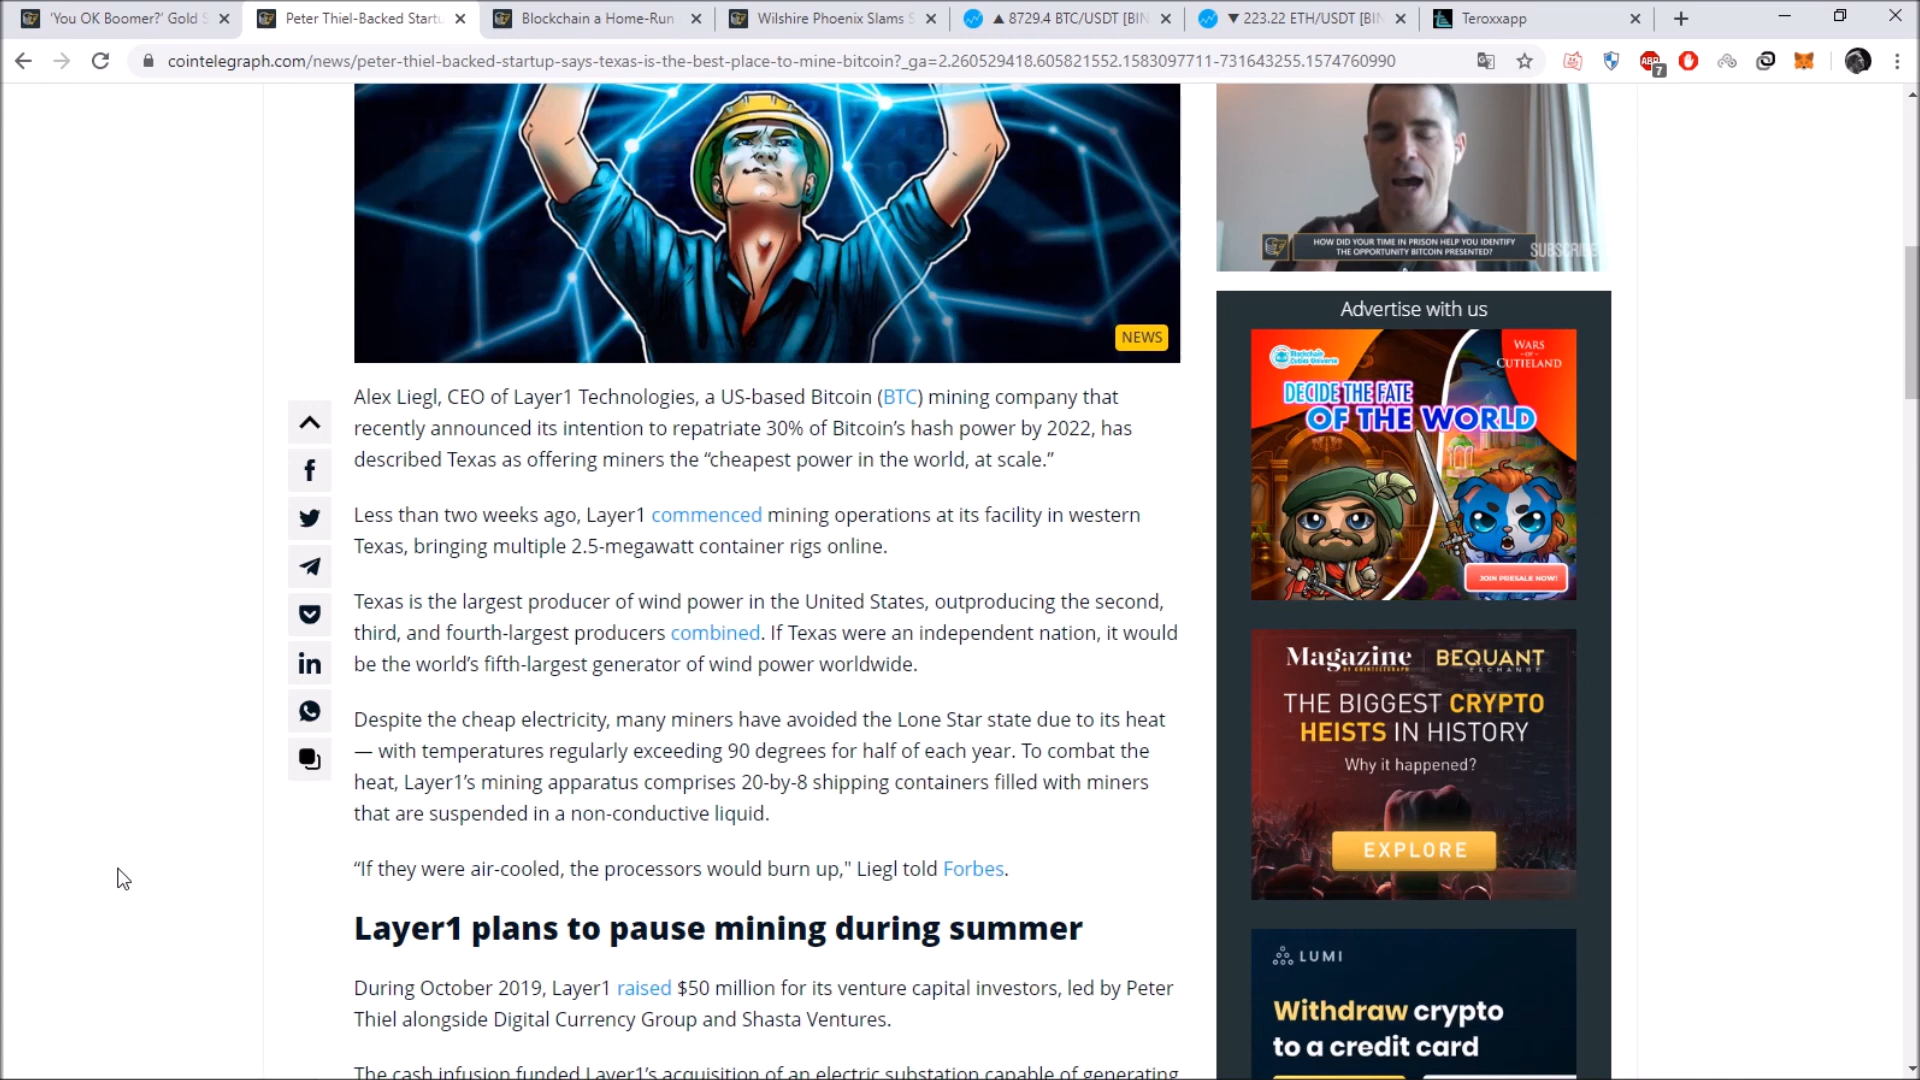 'You OK Boomer?' Gold S
Peter Thiel-Backed Startu
Blockchain a Home-Run
Wilshire Phoenix Slams S
▲ 8729.4 BTC/USDT [BIN
▼ 223.22 ETH/USDT [BIN
Teroxxapp
cointelegraph.com/news/peter-thiel-backed-startup-says-texas-is-the-best-place-to-mine-bitcoin?_ga=2.260529418.605821552.1583097711-731643255.1574760990
ABP
7
NEWS
HOW DID YOUR TIME IN PRISON HELP YOU IDENTIFY
THE OPPORTUNITY BITCOIN PRESENTED?
SUBSCRIBE
Alex Liegl, CEO of Layer1 Technologies, a US-based Bitcoin (BTC) mining company that
recently announced its intention to repatriate 30% of Bitcoin's hash power by 2022, has
described Texas as offering miners the “cheapest power in the world, at scale.”
Less than two weeks ago, Layer1 commenced mining operations at its facility in western
Texas, bringing multiple 2.5-megawatt container rigs online.
Texas is the largest producer of wind power in the United States, outproducing the second,
third, and fourth-largest producers combined. If Texas were an independent nation, it would
be the world's fifth-largest generator of wind power worldwide.
Despite the cheap electricity, many miners have avoided the Lone Star state due to its heat
— with temperatures regularly exceeding 90 degrees for half of each year. To combat the
heat, Layer1's mining apparatus comprises 20-by-8 shipping containers filled with miners
that are suspended in a non-conductive liquid.
“If they were air-cooled, the processors would burn up," Liegl told Forbes.
Layer1 plans to pause mining during summer
During October 2019, Layer1 raised $50 million for its venture capital investors, led by Peter
Thiel alongside Digital Currency Group and Shasta Ventures.
The cash infusion funded Layer1's acquisition of an electric substation capable of generating
Advertise with us
Blockchain
Cuties Universe
WARS
OF
CUTIELAND
DECIDE THE FATE
OF THE WORLD
JOIN PRESALE NOW!
Magazine
BY COINTELEGRAPH
BEQUANT
EXCHANGE
THE BIGGEST CRYPTO
HEISTS IN HISTORY
Why it happened?
EXPLORE
LUMI
Withdraw crypto
to a credit card